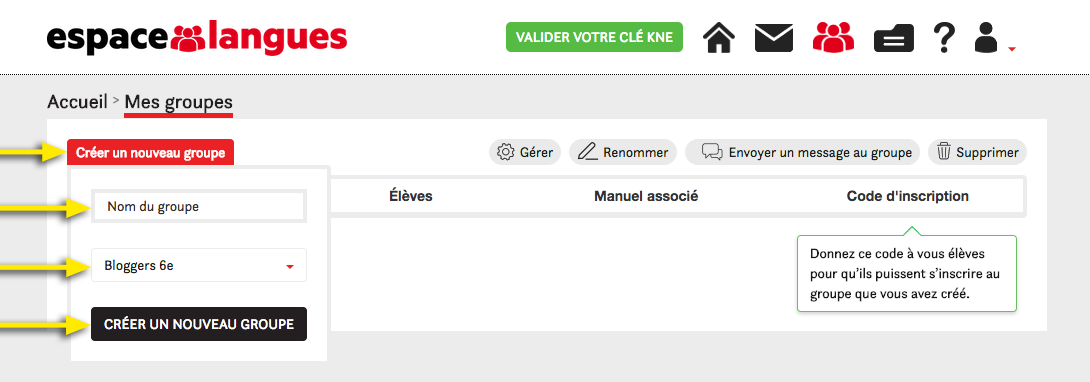 espace langues
VALIDER VOTRE CLÉ KNE
?
Accueil > Mes groupes
Créer un nouveau groupe
Gérer
Renommer
Envoyer un message au groupe
Supprimer
Nom du groupe
Élèves
Manuel associé
Code d'inscription
Bloggers 6e
Donnez ce code à vous élèves
pour qu'ils puissent s'inscrire au
groupe que vous avez créé.
CRÉER UN NOUVEAU GROUPE